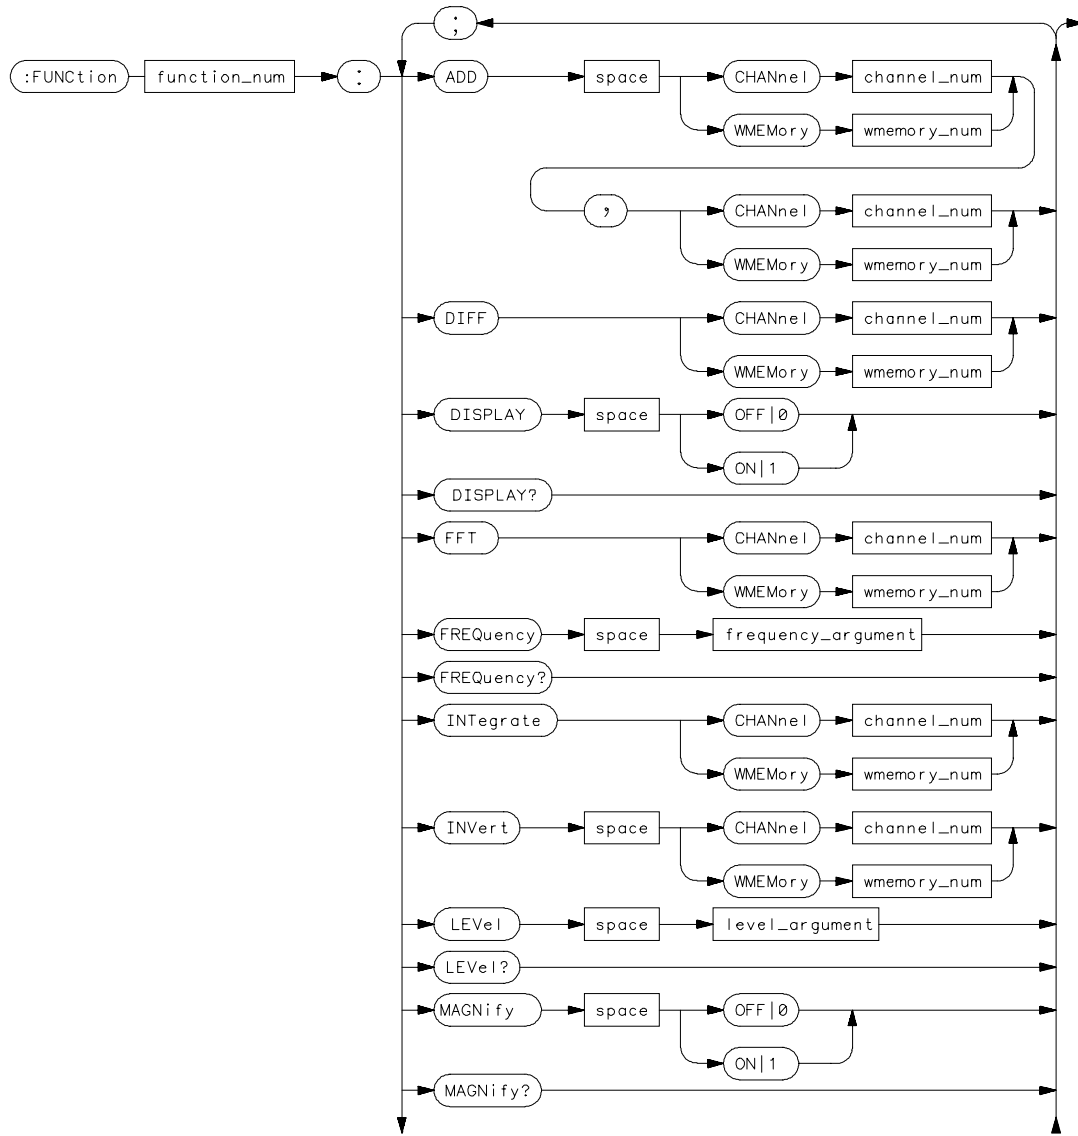 ;
:FUNCtion function_num : ADD space CHANnel channel_num
WMEMory wmemory_num
, CHANnel channel_num
WMEMory wmemory_num
DIFF CHANnel channel_num
WMEMory wmemory_num
DISPLAY space OFF|0
ON|1
DISPLAY?
FFT CHANnel channel_num
WMEMory wmemory_num
FREQuency space frequency_argument
FREQuency?
INTegrate CHANnel channel_num
WMEMory wmemory_num
INVert space CHANnel channel_num
WMEMory wmemory_num
LEVel space level_argument
LEVel?
MAGNify space OFF|0
ON|1
MAGNify?